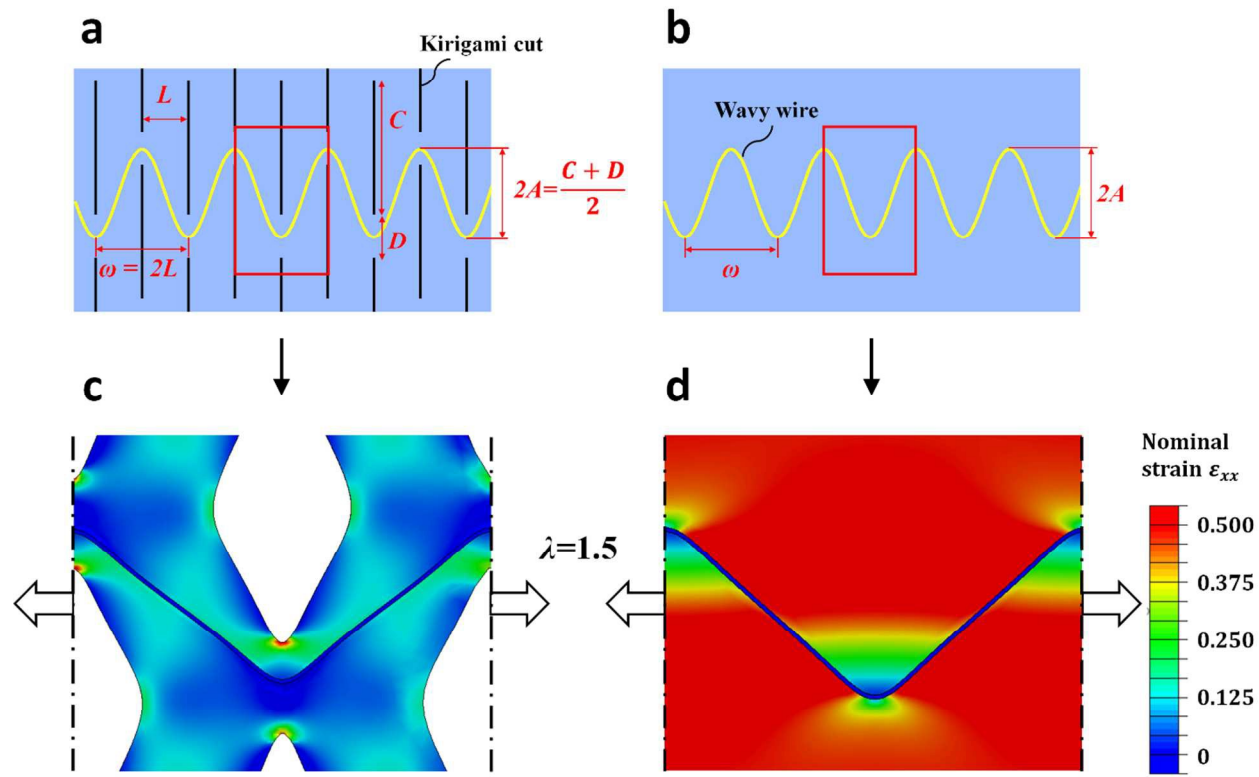 a
b
Kirigami cut
L
C
2A=
C + D
2
D
ω = 2L
Wavy wire
2A
ω
c
d
λ=1.5
Nominal
strain εxx
0.500
0.375
0.250
0.125
0